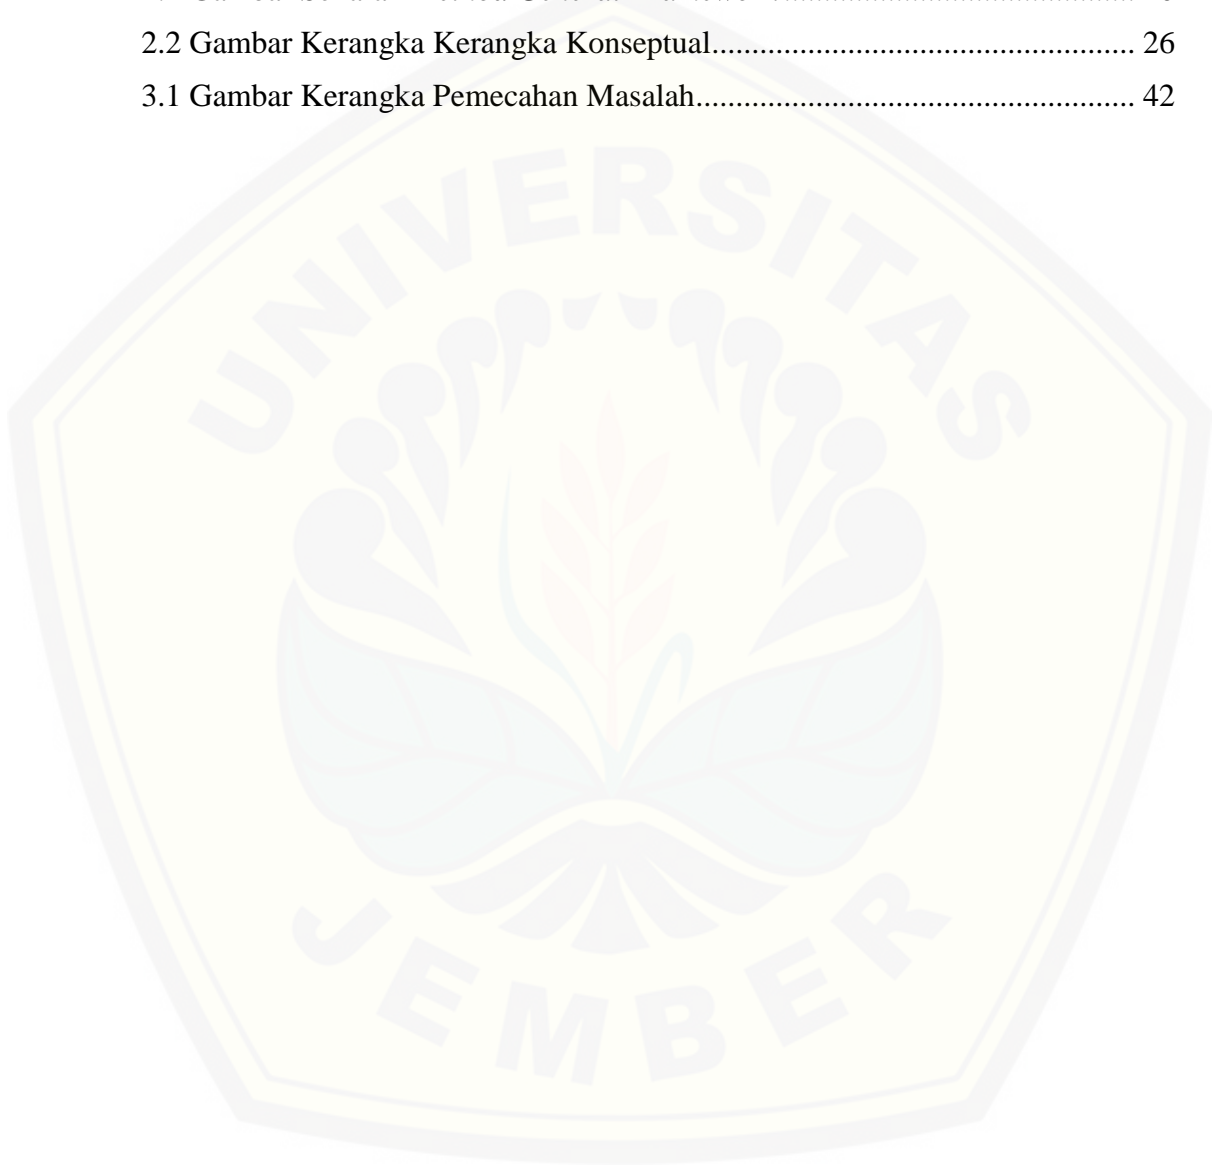 2.2 Gambar Kerangka Kerangka Konseptual..................................................... 26
3.1 Gambar Kerangka Pemecahan Masalah....................................................... 42
UNIVERSITAS
JEMBER